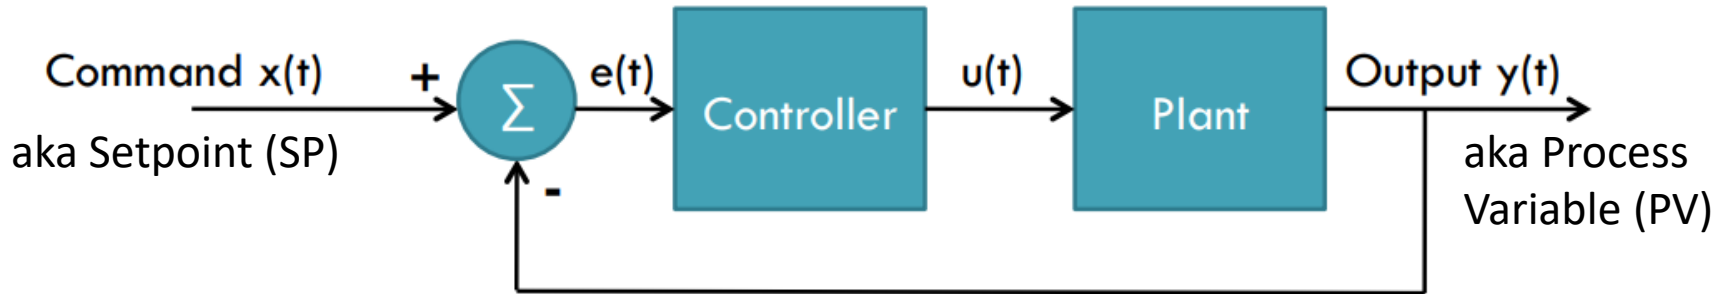 Command x(t)
+
Σ
e(t)
Controller
u(t)
Plant
Output y(t)
aka Setpoint (SP)
-
aka Process
Variable (PV)